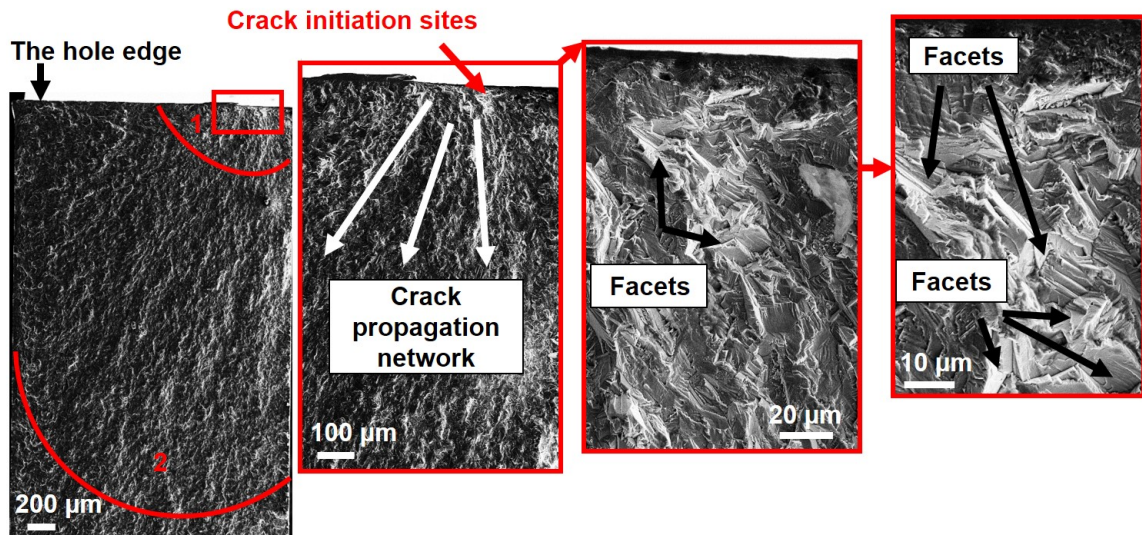 Crack initiation sites
The hole edge
1
2
200 µm
Crack
propagation
network
100 µm
Facets
20 µm
Facets
Facets
10 µm